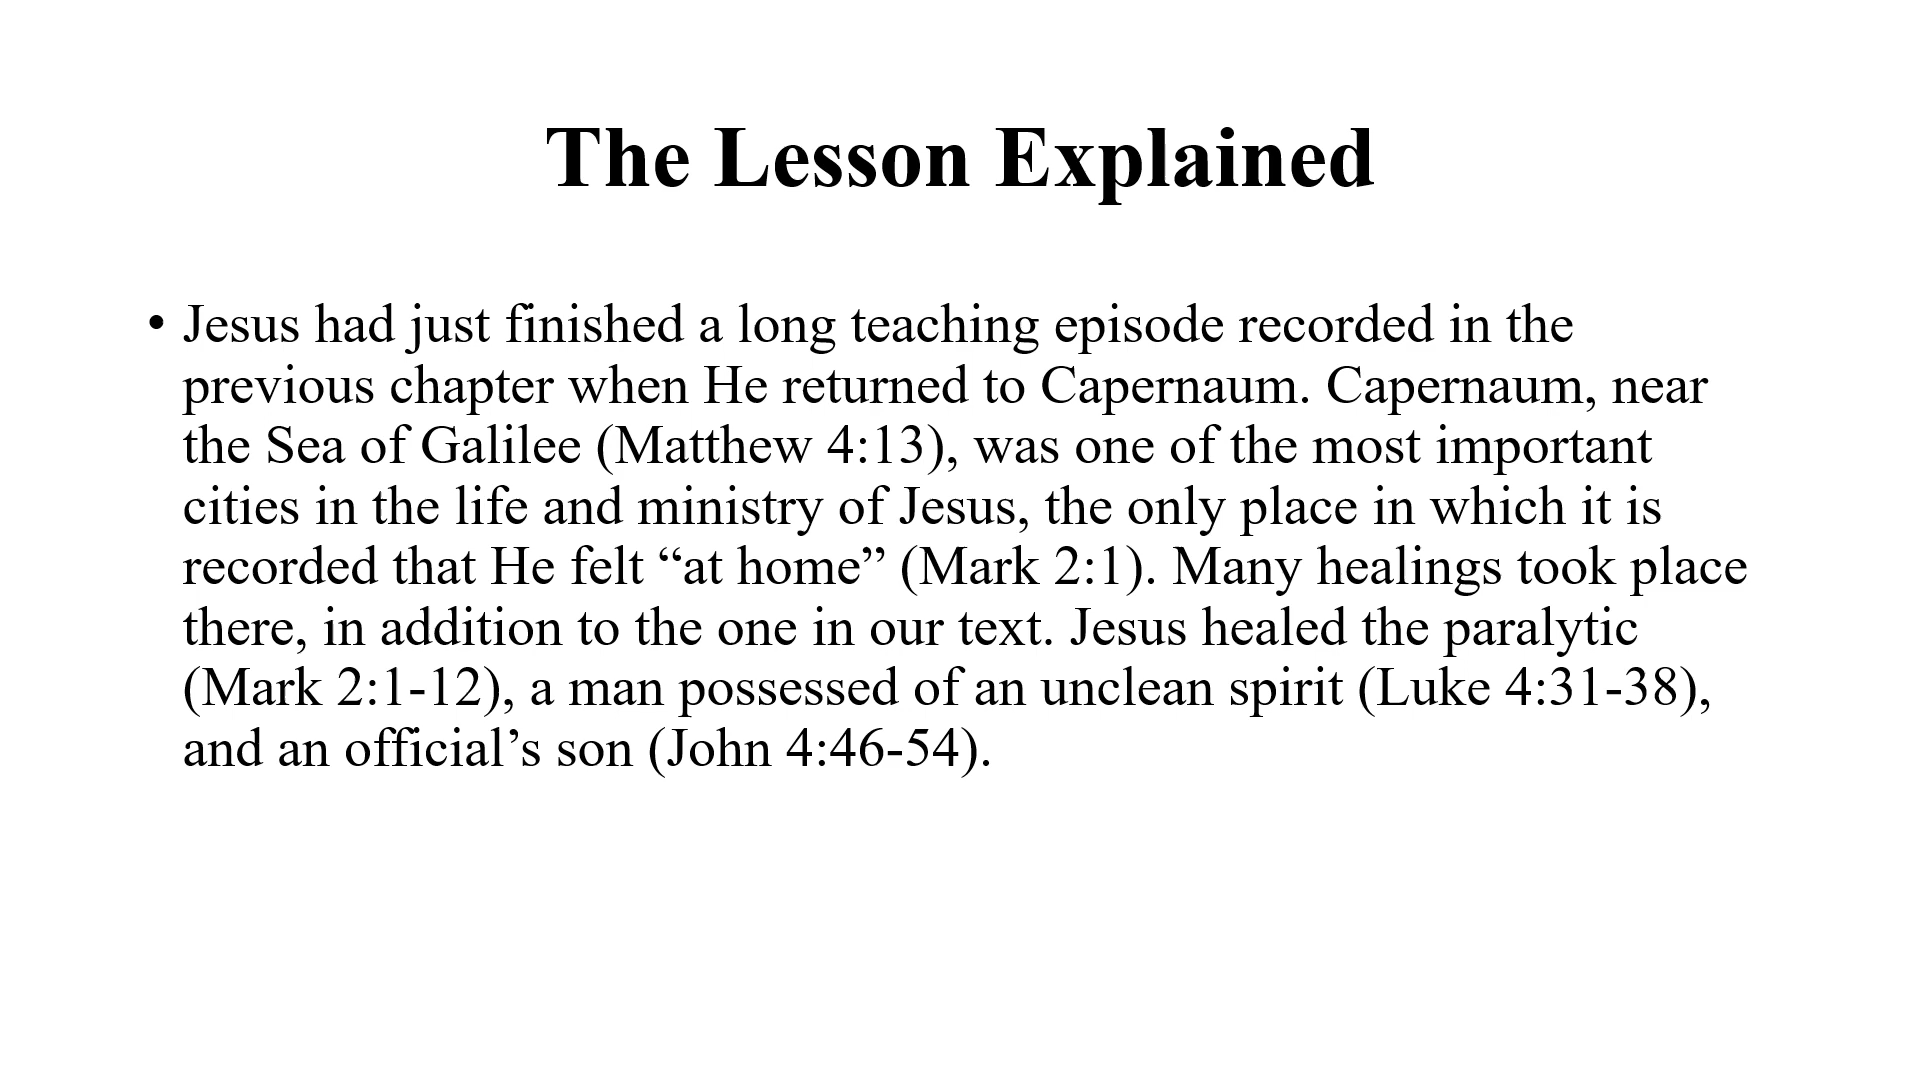 The Lesson Explained
• Jesus had just finished a long teaching episode recorded in the
previous chapter when He returned to Capernaum. Capernaum, near
the Sea of Galilee (Matthew 4:13), was one of the most important
cities in the life and ministry of Jesus, the only place in which it is
recorded that He felt “at home” (Mark 2:1). Many healings took place
there, in addition to the one in our text. Jesus healed the paralytic
(Mark 2:1-12), a man possessed of an unclean spirit (Luke 4:31-38),
and an official’s son (John 4:46-54).